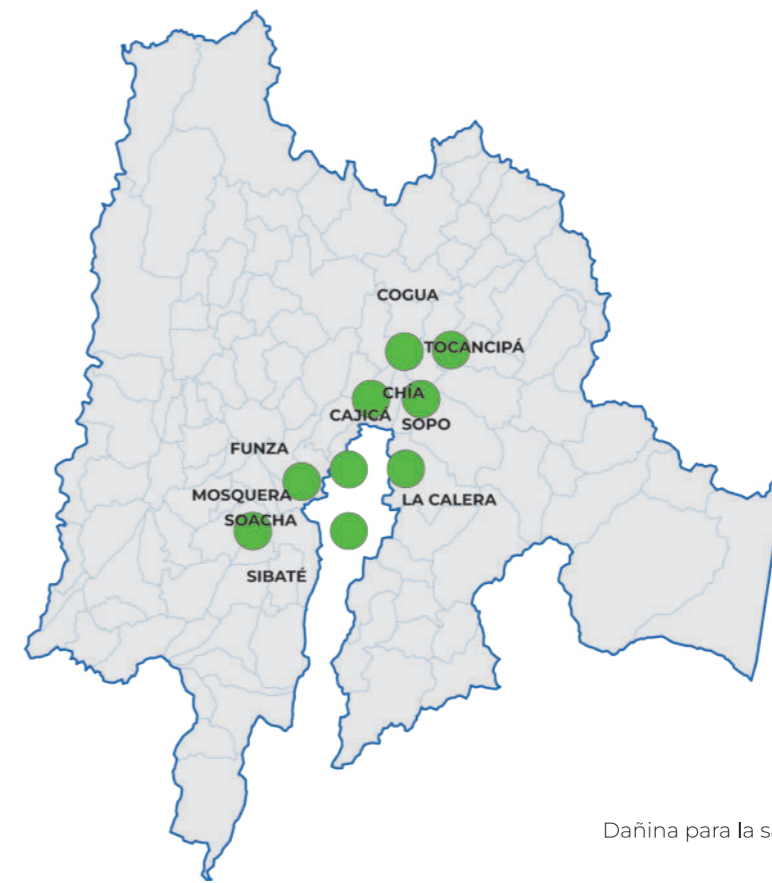 COGUA
TOCANCIPÁ
CHÍA
CAJICÁ
SOPO
FUNZA
MOSQUERA
LA CALERA
SOACHA
SIBATÉ
Dañina para la